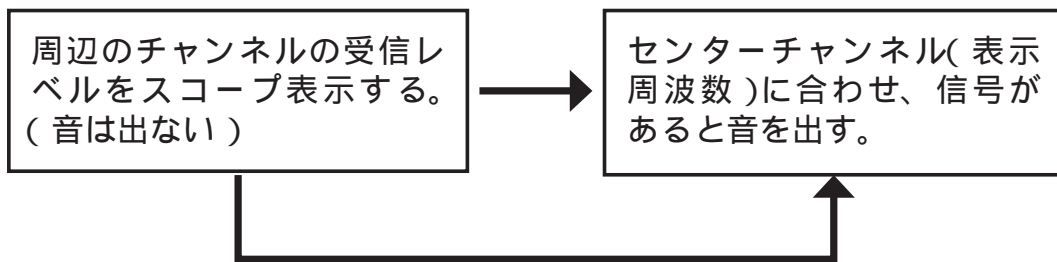 周辺のチャンネルの受信レ
ベルをスコープ表示する。
(音は出ない)
センターチャンネル(表示
周波数)に合わせ、信号が
あると音を出す。